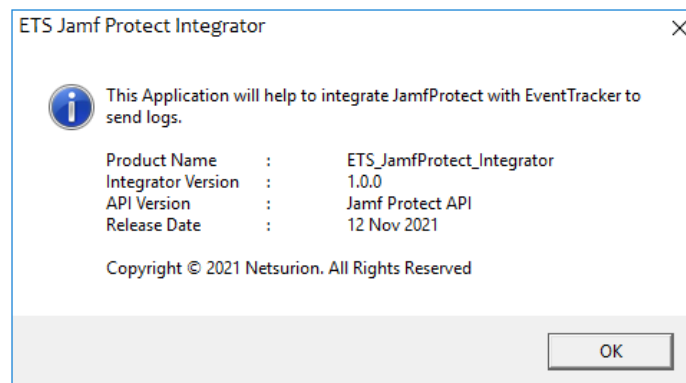 ETS Jamf Protect Integrator
This Application will help to integrate JamfProtect with EventTracker to
send logs.
Product Name : ETS_JamfProtect_Integrator
Integrator Version : 1.0.0
API Version : Jamf Protect API
Release Date : 12 Nov 2021
Copyright © 2021 Netsurion. All Rights Reserved
OK